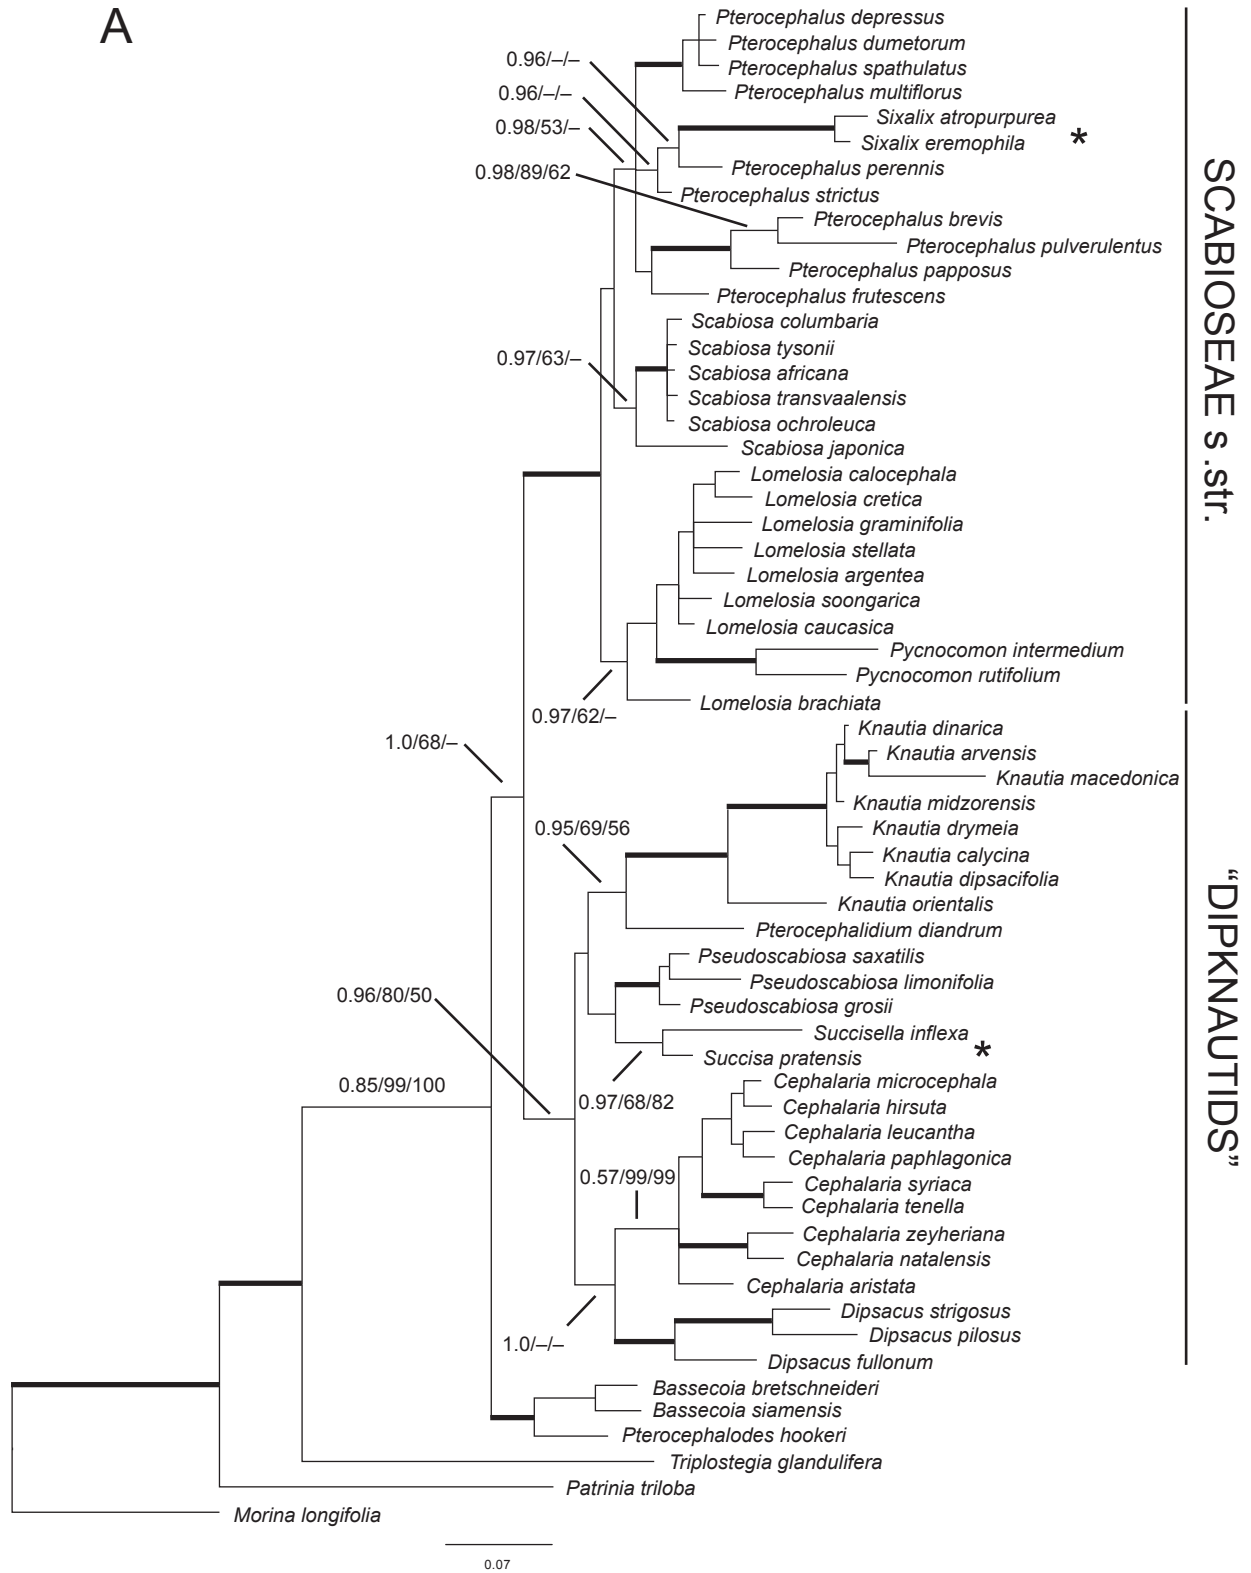 A
Pterocephalus depressus
Pterocephalus dumetorum
0.96/–/–
Pterocephalus spathulatus
Pterocephalus multiflorus
0.96/–/–
Sixalix atropurpurea
0.98/53/–
Sixalix eremophila
*
Pterocephalus perennis
0.98/89/62
Pterocephalus strictus
Pterocephalus brevis
Pterocephalus pulverulentus
Pterocephalus papposus
Pterocephalus frutescens
Scabiosa columbaria
Scabiosa tysonii
0.97/63/–
Scabiosa africana
Scabiosa transvaalensis
Scabiosa ochroleuca
Scabiosa japonica
Lomelosia calocephala
Lomelosia cretica
Lomelosia graminifolia
Lomelosia stellata
Lomelosia argentea
Lomelosia soongarica
Lomelosia caucasica
Pycnocomon intermedium
Pycnocomon rutifolium
Lomelosia brachiata
0.97/62/–
SCABIOSEAE s .str.
1.0/68/–
Knautia dinarica
Knautia arvensis
Knautia macedonica
Knautia midzorensis
0.95/69/56
Knautia drymeia
Knautia calycina
Knautia dipsacifolia
Knautia orientalis
Pterocephalidium diandrum
Pseudoscabiosa saxatilis
Pseudoscabiosa limonifolia
0.96/80/50
Pseudoscabiosa grosii
Succisella inflexa
*
Succisa pratensis
Cephalaria microcephala
0.85/99/100
0.97/68/82
Cephalaria hirsuta
Cephalaria leucantha
Cephalaria paphlagonica
0.57/99/99
Cephalaria syriaca
Cephalaria tenella
Cephalaria zeyheriana
Cephalaria natalensis
Cephalaria aristata
Dipsacus strigosus
Dipsacus pilosus
1.0/–/–
Dipsacus fullonum
“DIPKNAUTIDS”
Bassecoia bretschneideri
Bassecoia siamensis
Pterocephalodes hookeri
Triplostegia glandulifera
Patrinia triloba
Morina longifolia
0.07